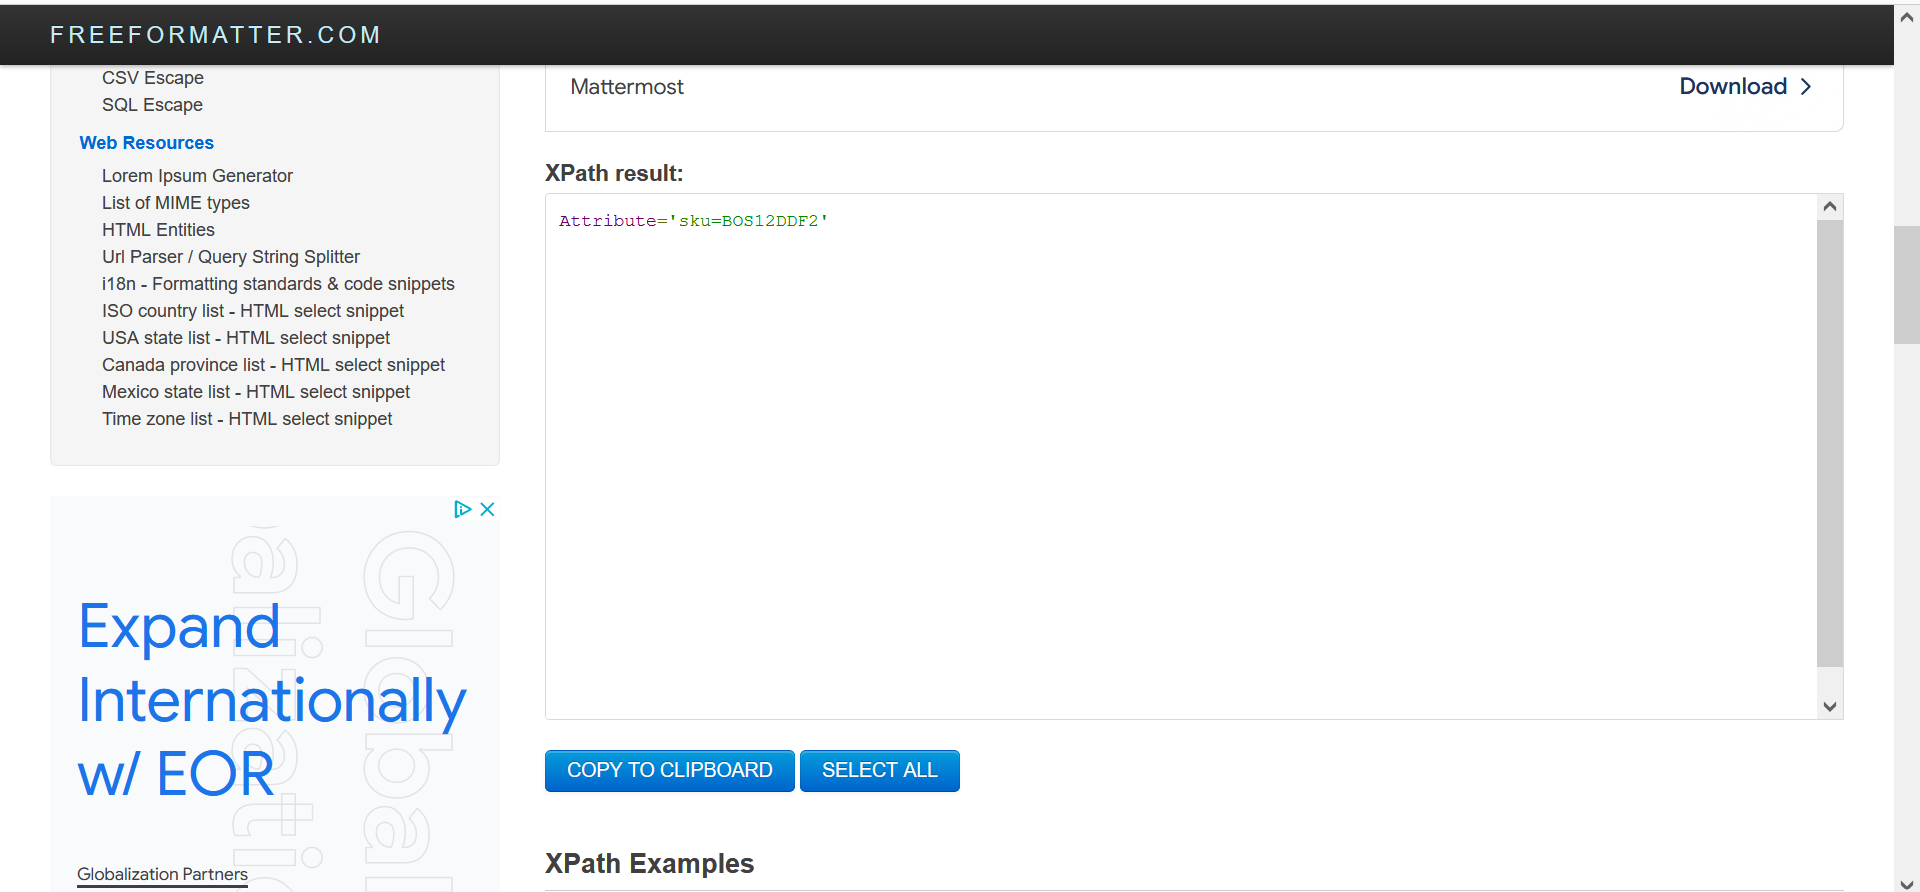 FREEFORMATTER.COM
CSV Escape
SQL Escape
Web Resources
Lorem Ipsum Generator
List of MIME types
HTML Entities
Url Parser / Query String Splitter
i18n - Formatting standards & code snippets
ISO country list - HTML select snippet
USA state list - HTML select snippet
Canada province list - HTML select snippet
Mexico state list - HTML select snippet
Time zone list - HTML select snippet
Globalizati
Global
Expand
Internationally
w/ EOR
Globalization Partners
Mattermost
Download
XPath result:
Attribute='sku=BOS12DDF2'
COPY TO CLIPBOARD
SELECT ALL
XPath Examples